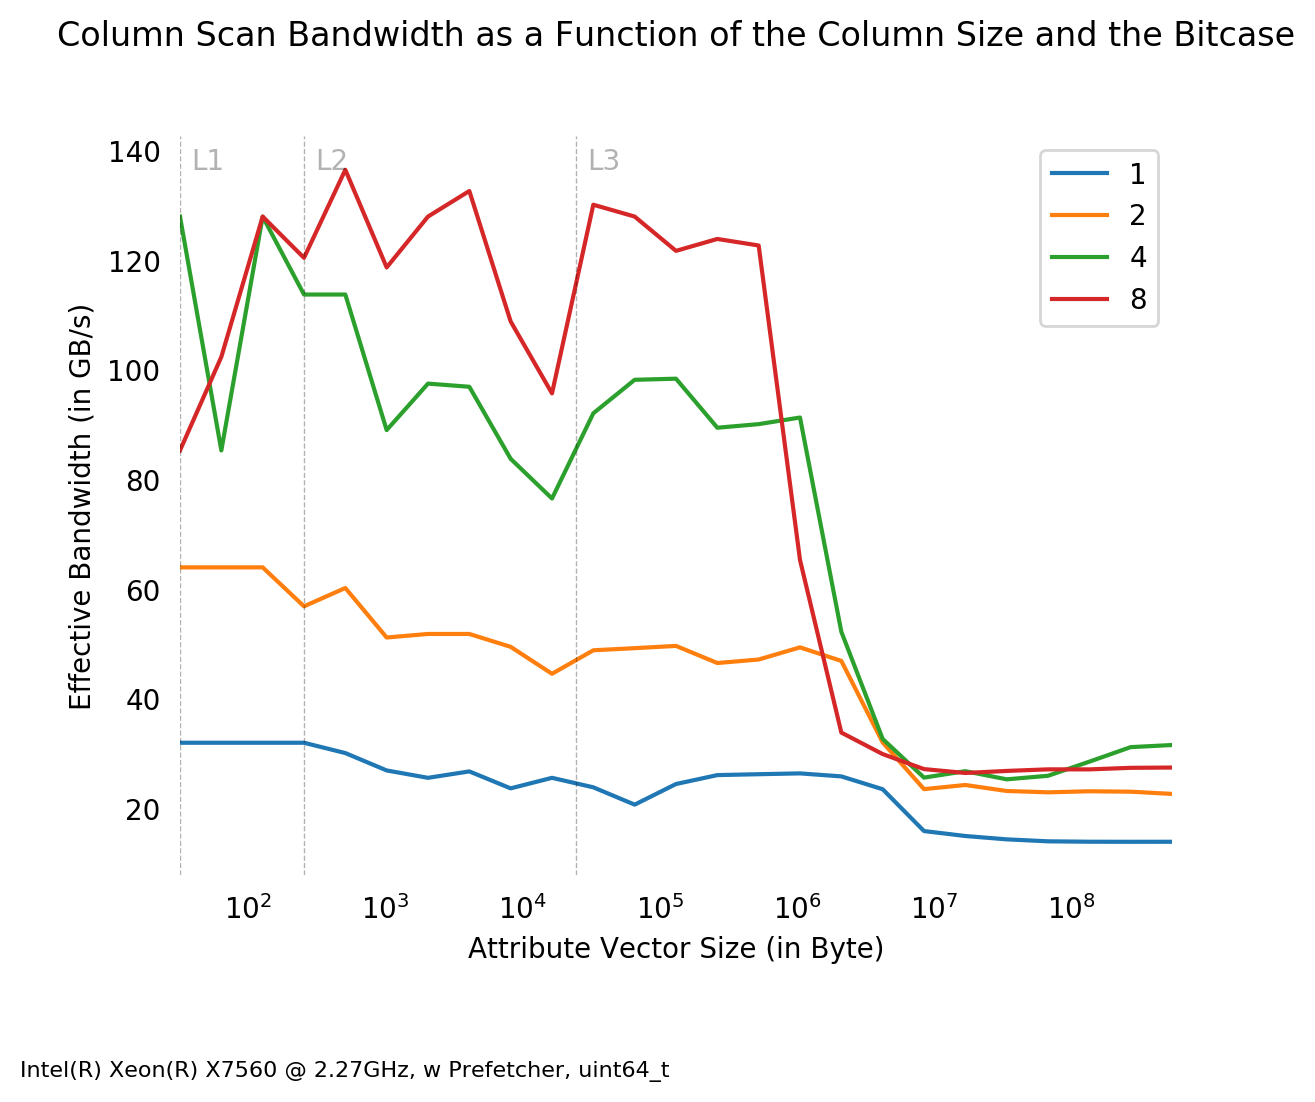 Column Scan Bandwidth as a Function of the Column Size and the Bitcase
L1 L2 L3
1
2
4
8
140
120
100
80
60
40
20
Effective Bandwidth (in GB/s)
10² 10³ 10⁴ 10⁵ 10⁶ 10⁷ 10⁸
Attribute Vector Size (in Byte)
Intel(R) Xeon(R) X7560 @ 2.27GHz, w Prefetcher, uint64_t